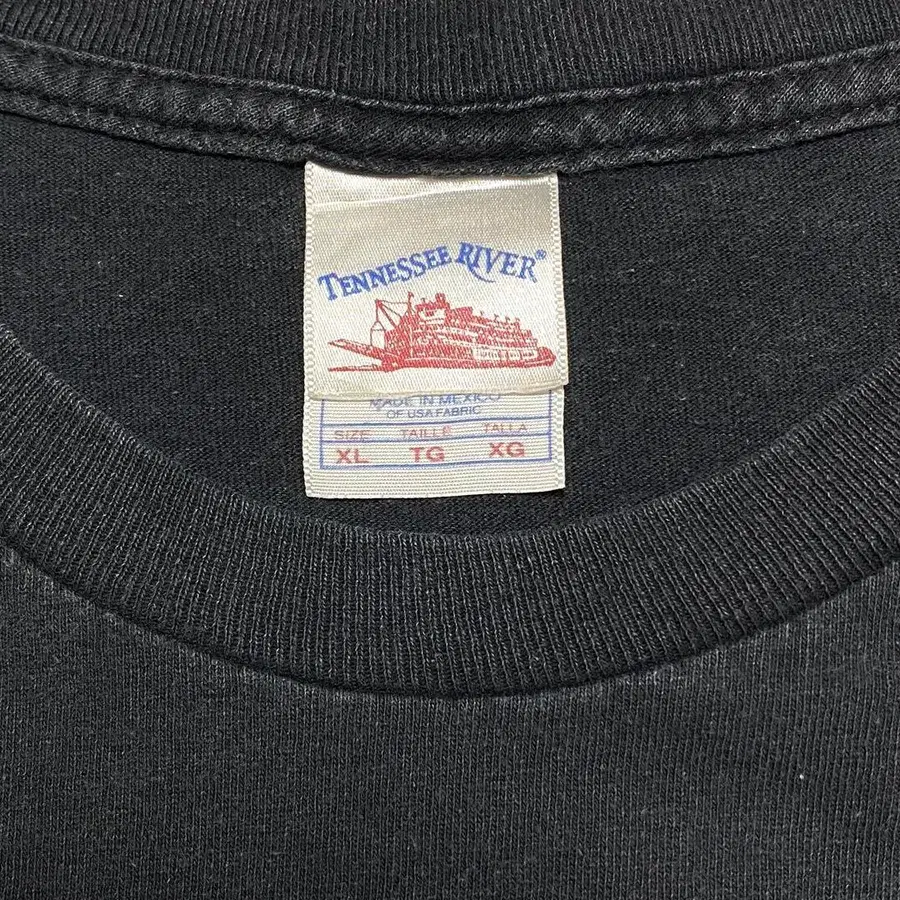 TENNESSEE RIVER®
MADE IN MEXICO
OF USA FABRIC
SIZE TAILLE TALLA
XL TG XG